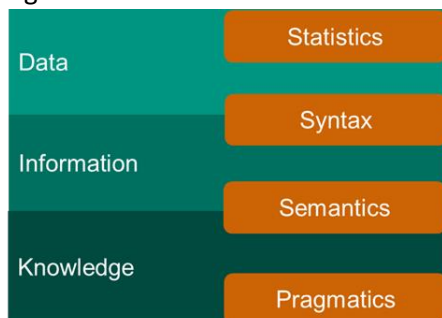 Statistics
Data
Syntax
Information
Semantics
Knowledge
Pragmatics